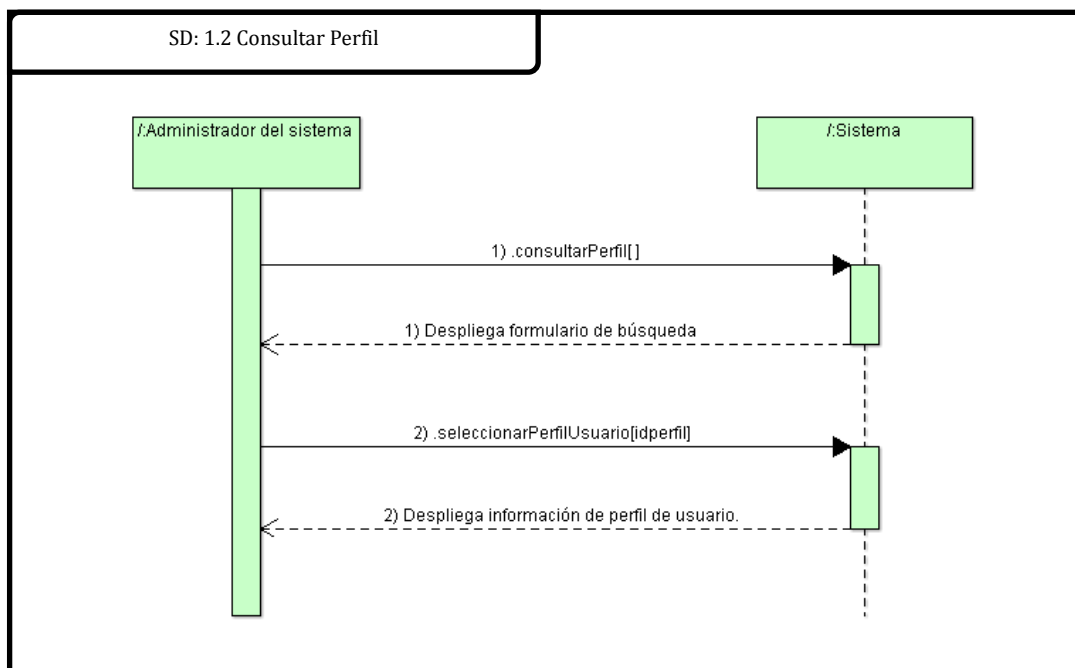 SD: 1.2 Consultar Perfil
/:Administrador del sistema
/:Sistema
1) .consultarPerfil[ ]
1) Despliega formulario de búsqueda
2) .seleccionarPerfilUsuario[idperfil]
2) Despliega información de perfil de usuario.